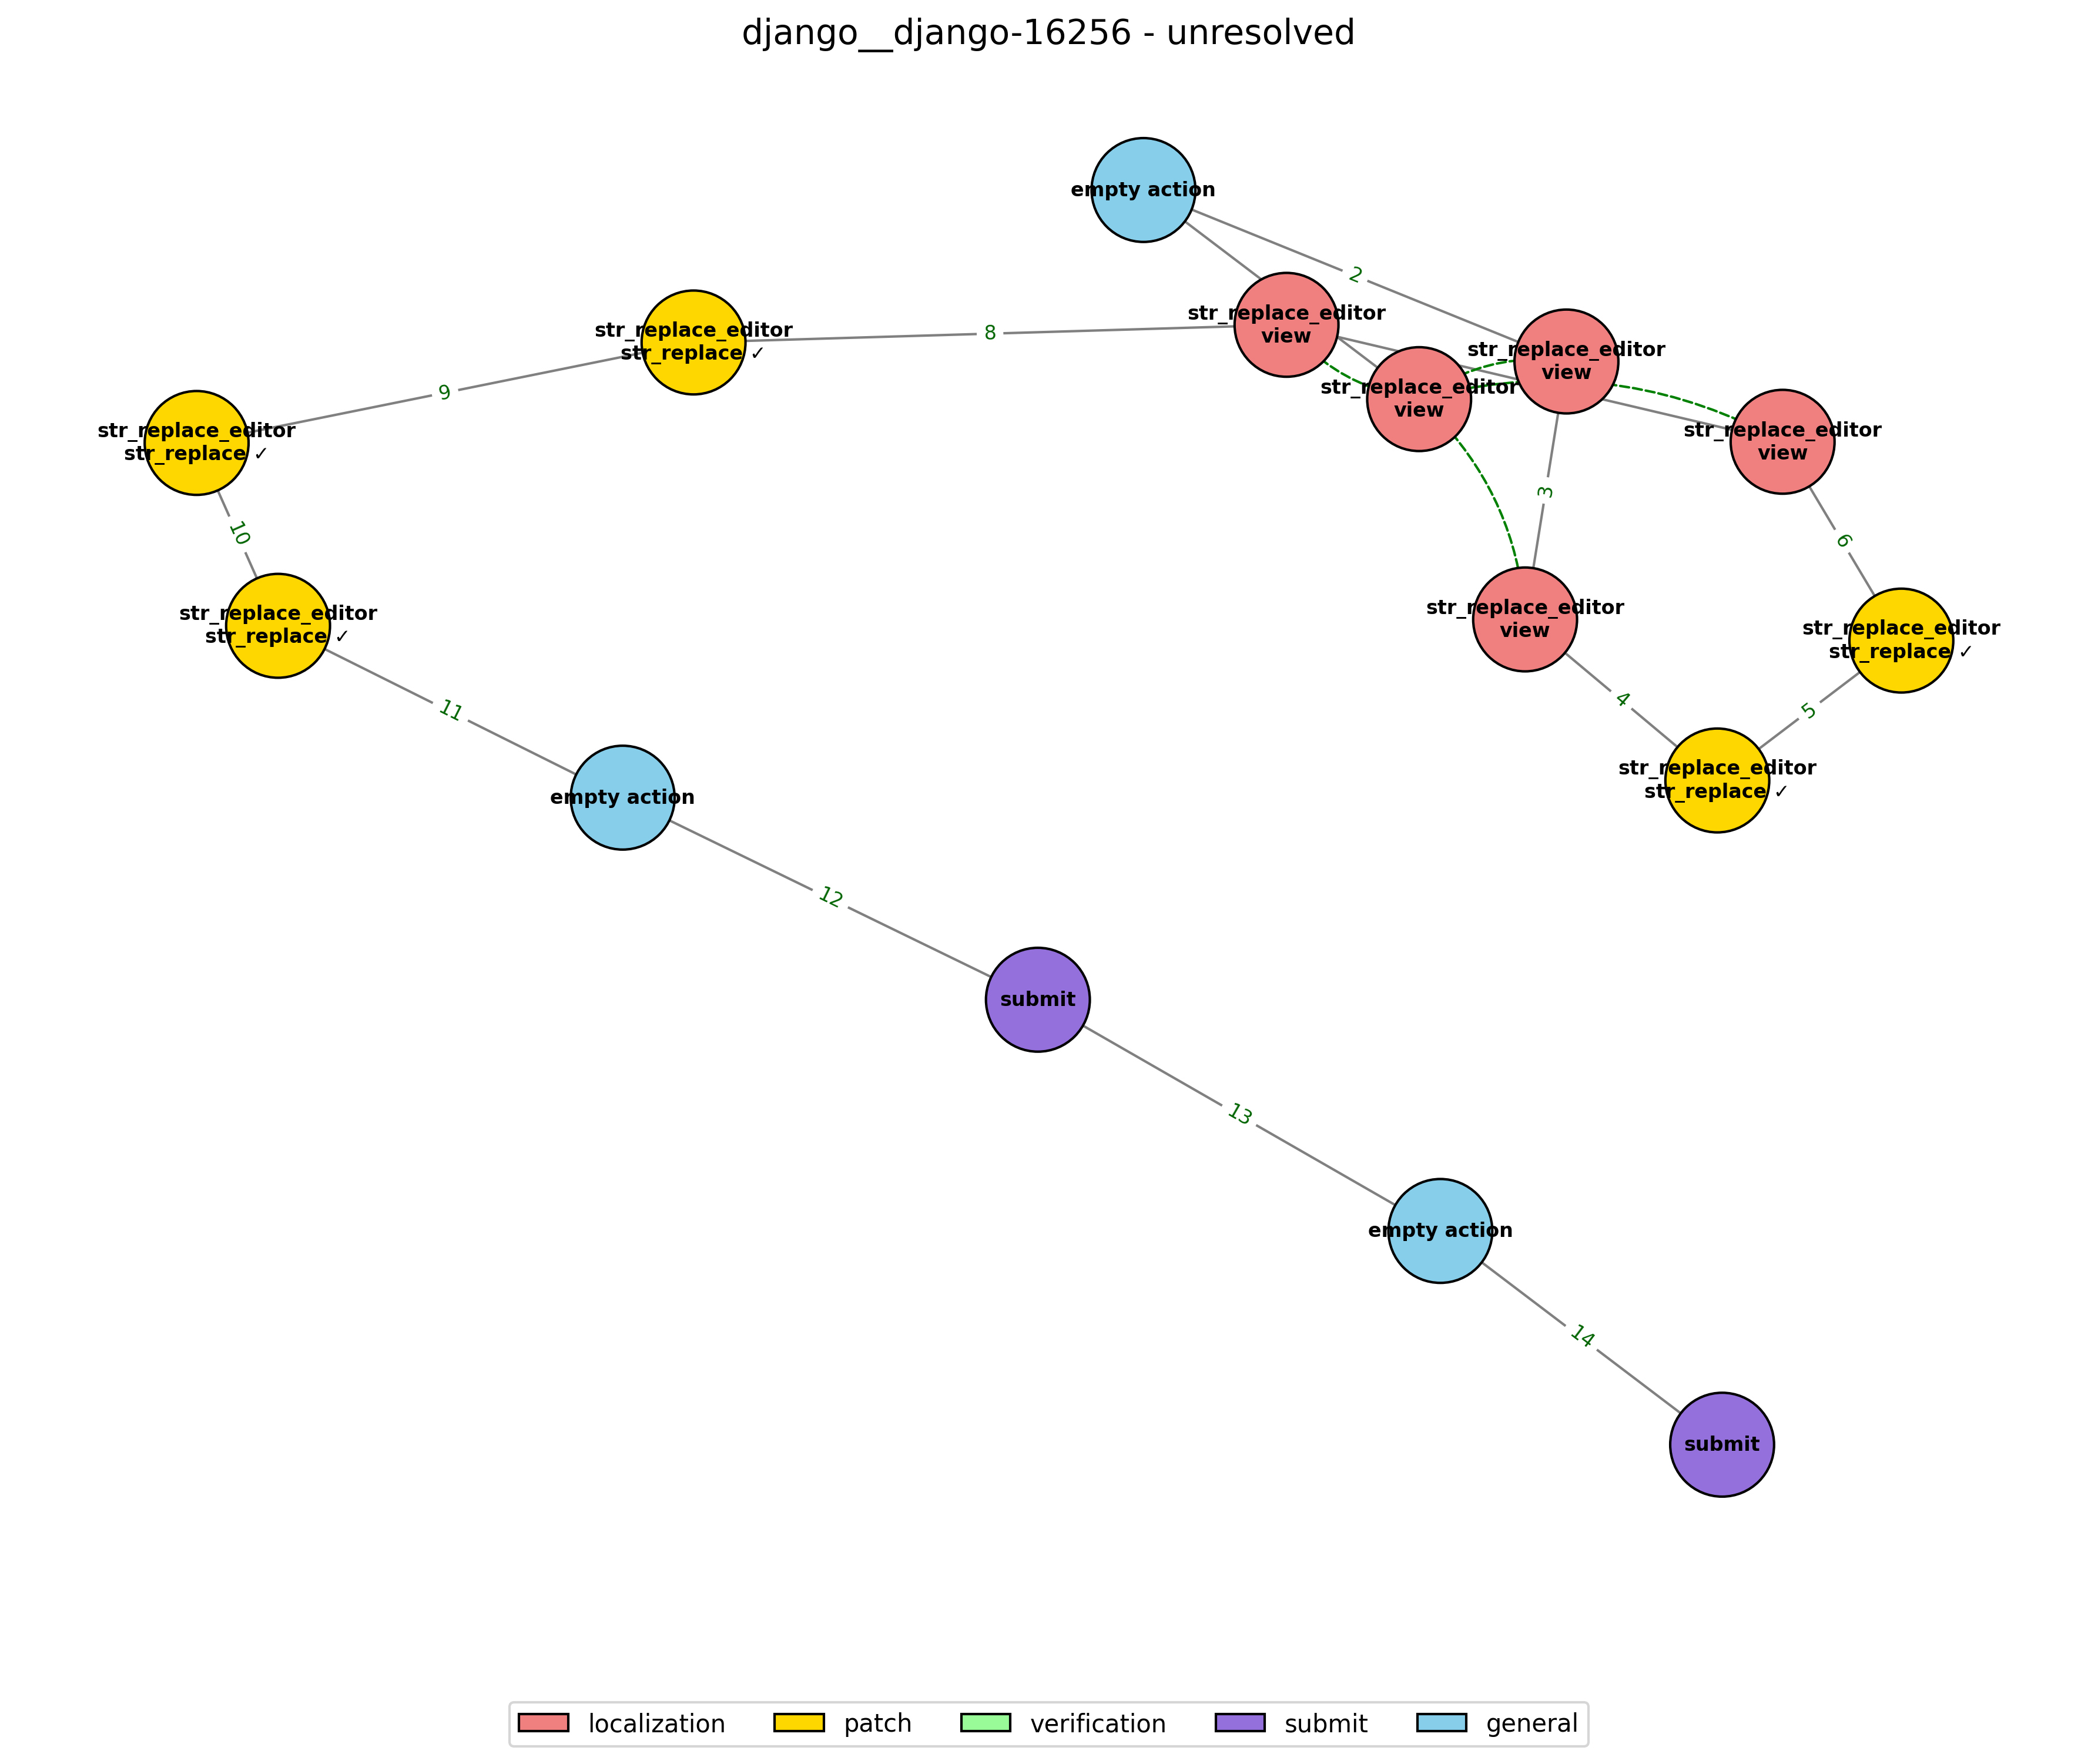 django__django-16256 - unresolved
empty action
2
str_replace_editor
view
str_replace_editor
view
str_replace_editor
view
str_replace_editor
view
8
str_replace_editor
str_replace ✓
9
str_replace_editor
str_replace ✓
10
3
6
str_replace_editor
view
str_replace_editor
str_replace ✓
str_replace_editor
str_replace ✓
4
5
11
str_replace_editor
str_replace ✓
empty action
12
submit
13
empty action
14
submit
localization
patch
verification
submit
general